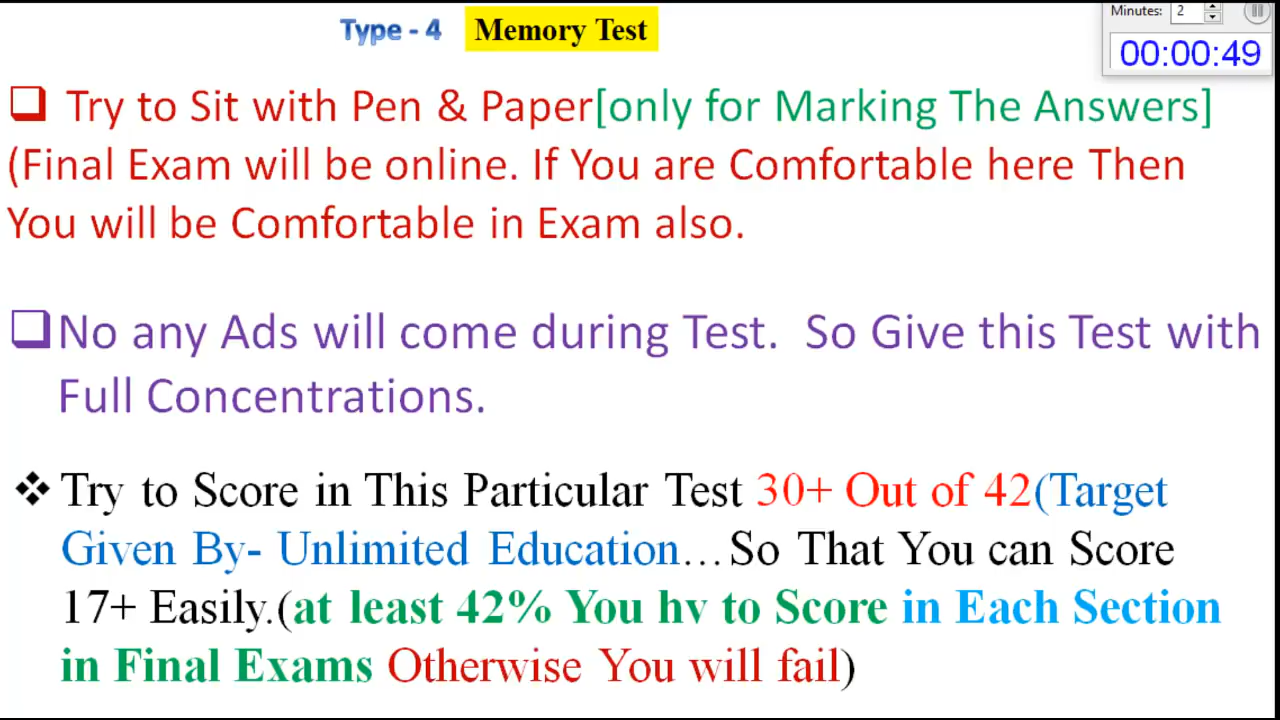 Type - 4 Memory Test
Minutes: 2
00:00:49
Try to Sit with Pen & Paper[only for Marking The Answers]
(Final Exam will be online. If You are Comfortable here Then
You will be Comfortable in Exam also.
No any Ads will come during Test. So Give this Test with
Full Concentrations.
Try to Score in This Particular Test 30+ Out of 42(Target
Given By- Unlimited Education...So That You can Score
17+ Easily.(at least 42% You hv to Score in Each Section
in Final Exams Otherwise You will fail)